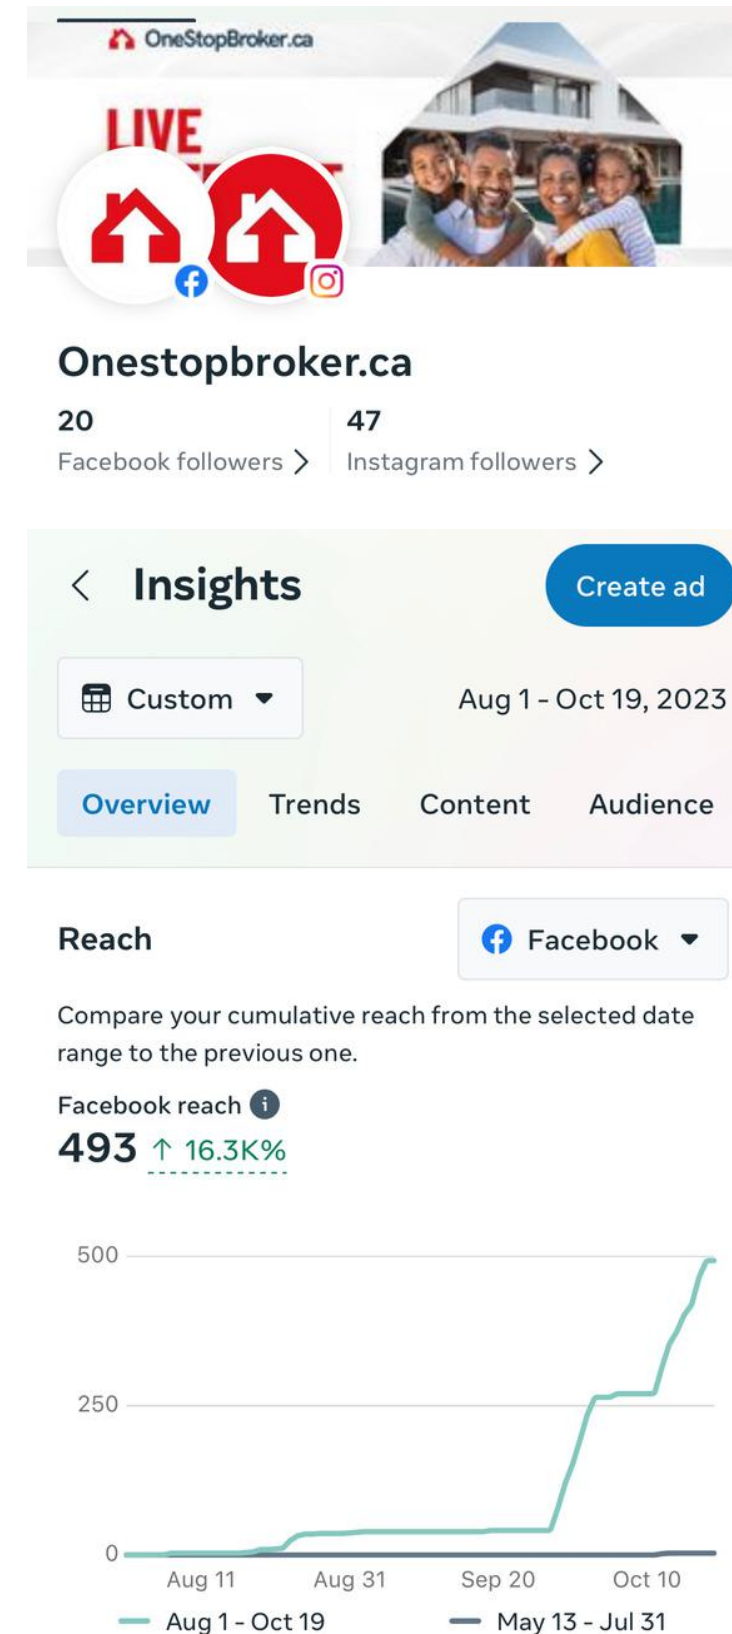 OneStopBroker.ca
LIVE
Onestopbroker.ca
20
47
Facebook followers
Instagram followers
Insights
Create ad
Custom
Aug 1 - Oct 19, 2023
Overview
Trends
Content
Audience
Reach
Facebook
Compare your cumulative reach from the selected date
range to the previous one.
Facebook reach
493 ↑ 16.3K%
500
250
0
Aug 11
Aug 31
Sep 20
Oct 10
Aug 1 - Oct 19
May 13 - Jul 31